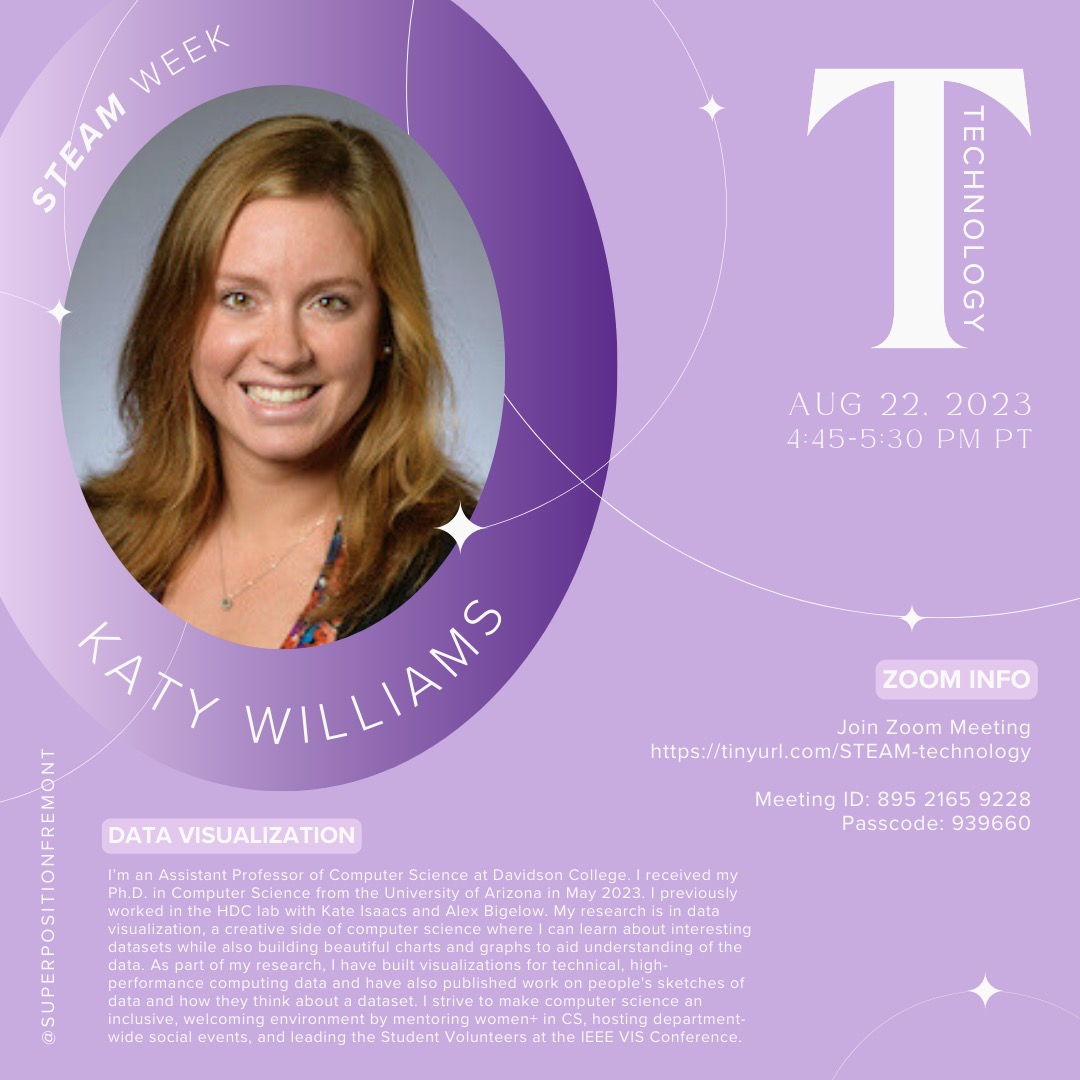 STEAM WEEK
T
TECHNOLOGY
AUG 22. 2023
4:45-5:30 PM PT
KATY WILLIAMS
ZOOM INFO
Join Zoom Meeting
https://tinyurl.com/STEAM-technology
Meeting ID: 895 2165 9228
Passcode: 939660
@SUPERPOSITIONFREMONT
DATA VISUALIZATION
I'm an Assistant Professor of Computer Science at Davidson College. I received my
Ph.D. in Computer Science from the University of Arizona in May 2023. I previously
worked in the HDC lab with Kate Isaacs and Alex Bigelow. My research is in data
visualization, a creative side of computer science where I can learn about interesting
datasets while also building beautiful charts and graphs to aid understanding of the
data. As part of my research, I have built visualizations for technical, high-
performance computing data and have also published work on people's sketches of
data and how they think about a dataset. I strive to make computer science an
inclusive, welcoming environment by mentoring women+ in CS, hosting department-
wide social events, and leading the Student Volunteers at the IEEE VIS Conference.